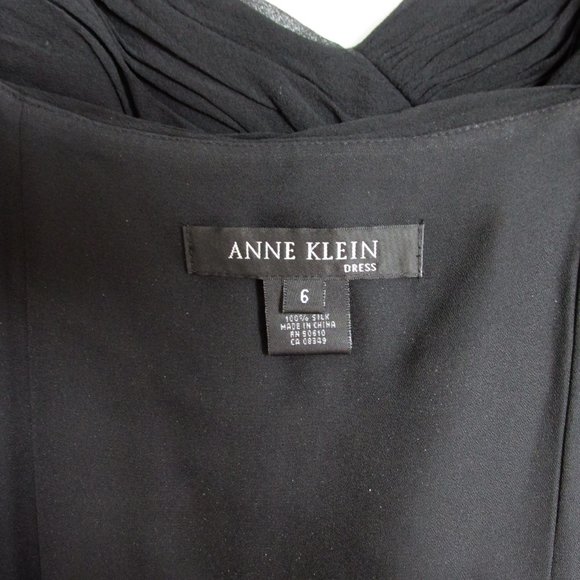 ANNE KLEIN
DRESS
6
100% SILK
MADE IN CHINA
RN 50610
CA 08349